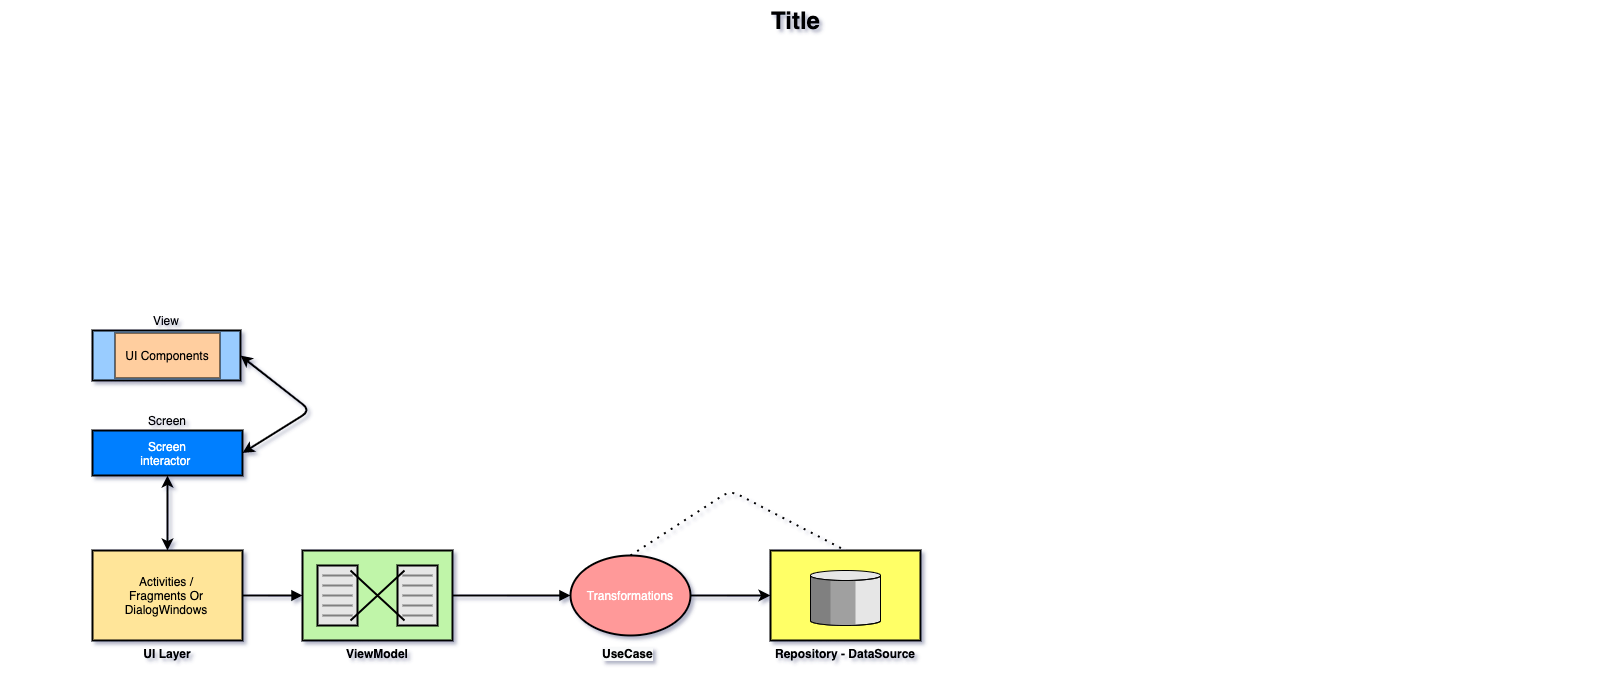 Title
View
UI Components
Screen
Screen
interactor
Activities /
Fragments Or
DialogWindows
Transformations
UI Layer
ViewModel
UseCase
Repository - DataSource